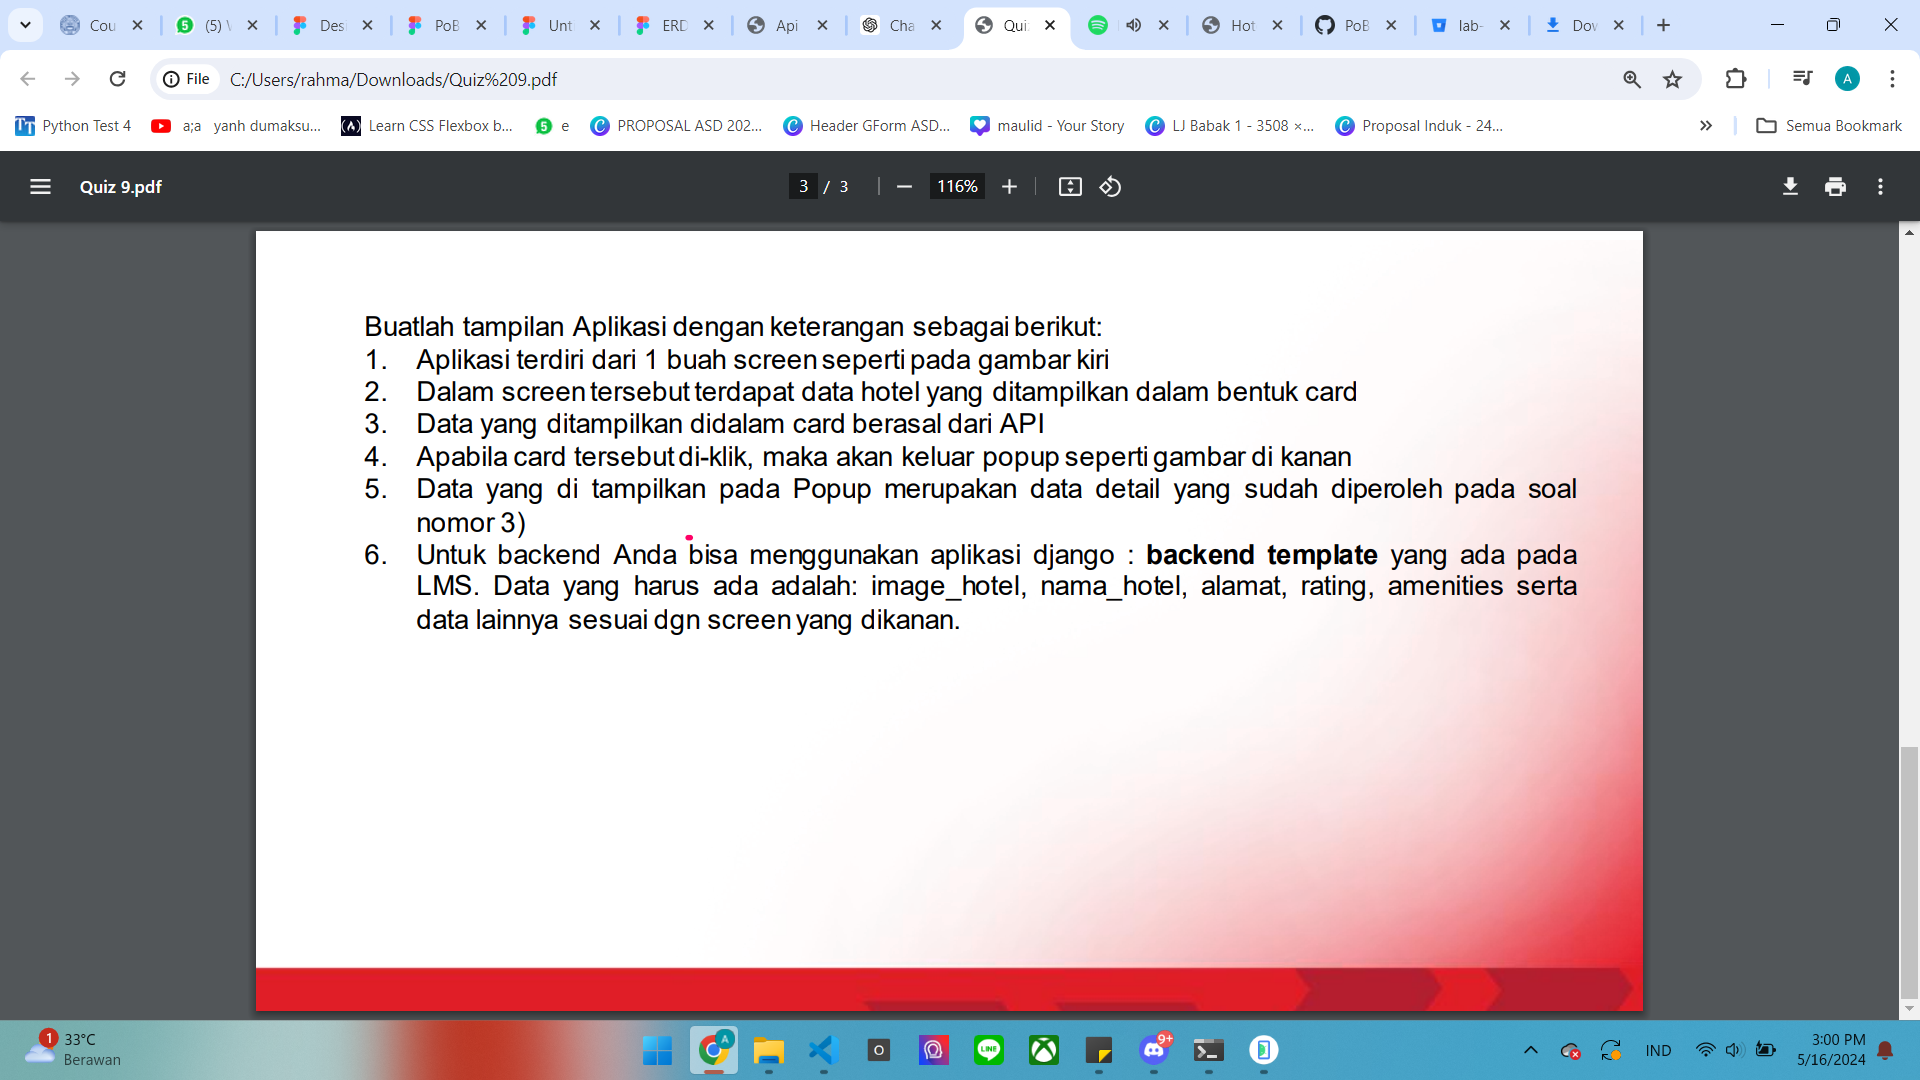 Cou
(5) V
Desi
PoB
Unti
ERD
Api
Cha
Qui
Hot
PoB
lab-
Dov
File
C:/Users/rahma/Downloads/Quiz%209.pdf
A
Python Test 4
a;a yanh dumaksu...
Learn CSS Flexbox b...
e
PROPOSAL ASD 202...
Header GForm ASD...
maulid - Your Story
LJ Babak 1 - 3508 ×...
Proposal Induk - 24...
Semua Bookmark
Quiz 9.pdf
3 / 3
116%
Buatlah tampilan Aplikasi dengan keterangan sebagai berikut:
1. Aplikasi terdiri dari 1 buah screen seperti pada gambar kiri
2. Dalam screen tersebut terdapat data hotel yang ditampilkan dalam bentuk card
3. Data yang ditampilkan didalam card berasal dari API
4. Apabila card tersebut di-klik, maka akan keluar popup seperti gambar di kanan
5. Data yang di tampilkan pada Popup merupakan data detail yang sudah diperoleh pada soal
nomor 3)
6. Untuk backend Anda bisa menggunakan aplikasi django : backend template yang ada pada
LMS. Data yang harus ada adalah: image_hotel, nama_hotel, alamat, rating, amenities serta
data lainnya sesuai dgn screen yang dikanan.
1
33°C
Berawan
A
O
LINE
9+
IND
3:00 PM
5/16/2024